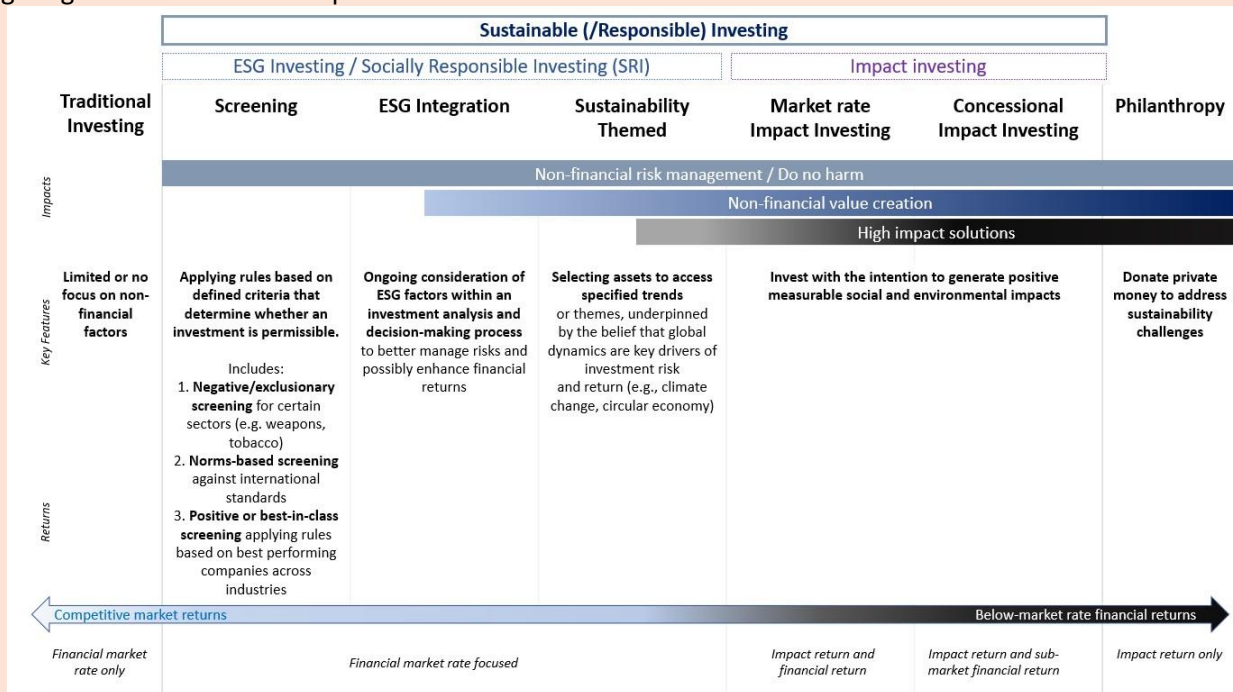 Sustainable (/Responsible) Investing
ESG Investing / Socially Responsible Investing (SRI)
Impact investing
Traditional
Investing
Screening
ESG Integration
Sustainability
Themed
Market rate
Impact Investing
Concessional
Impact Investing
Philanthropy
Impacts
Non-financial risk management / Do no harm
Non-financial value creation
High impact solutions
Key Features
Limited or no
focus on non-
financial
factors
Applying rules based on
defined criteria that
determine whether an
investment is permissible.
Includes:
1. Negative/exclusionary
screening for certain
sectors (e.g. weapons,
tobacco)
2. Norms-based screening
against international
standards
3. Positive or best-in-class
screening applying rules
based on best performing
companies across
industries
Ongoing consideration of
ESG factors within an
investment analysis and
decision-making process
to better manage risks and
possibly enhance financial
returns
Selecting assets to access
specified trends
or themes, underpinned
by the belief that global
dynamics are key drivers of
investment risk
and return (e.g., climate
change, circular economy)
Invest with the intention to generate positive
measurable social and environmental impacts
Donate private
money to address
sustainability
challenges
Returns
Competitive market returns
Below-market rate financial returns
Financial market
rate only
Financial market rate focused
Impact return and
financial return
Impact return and sub-
market financial return
Impact return only